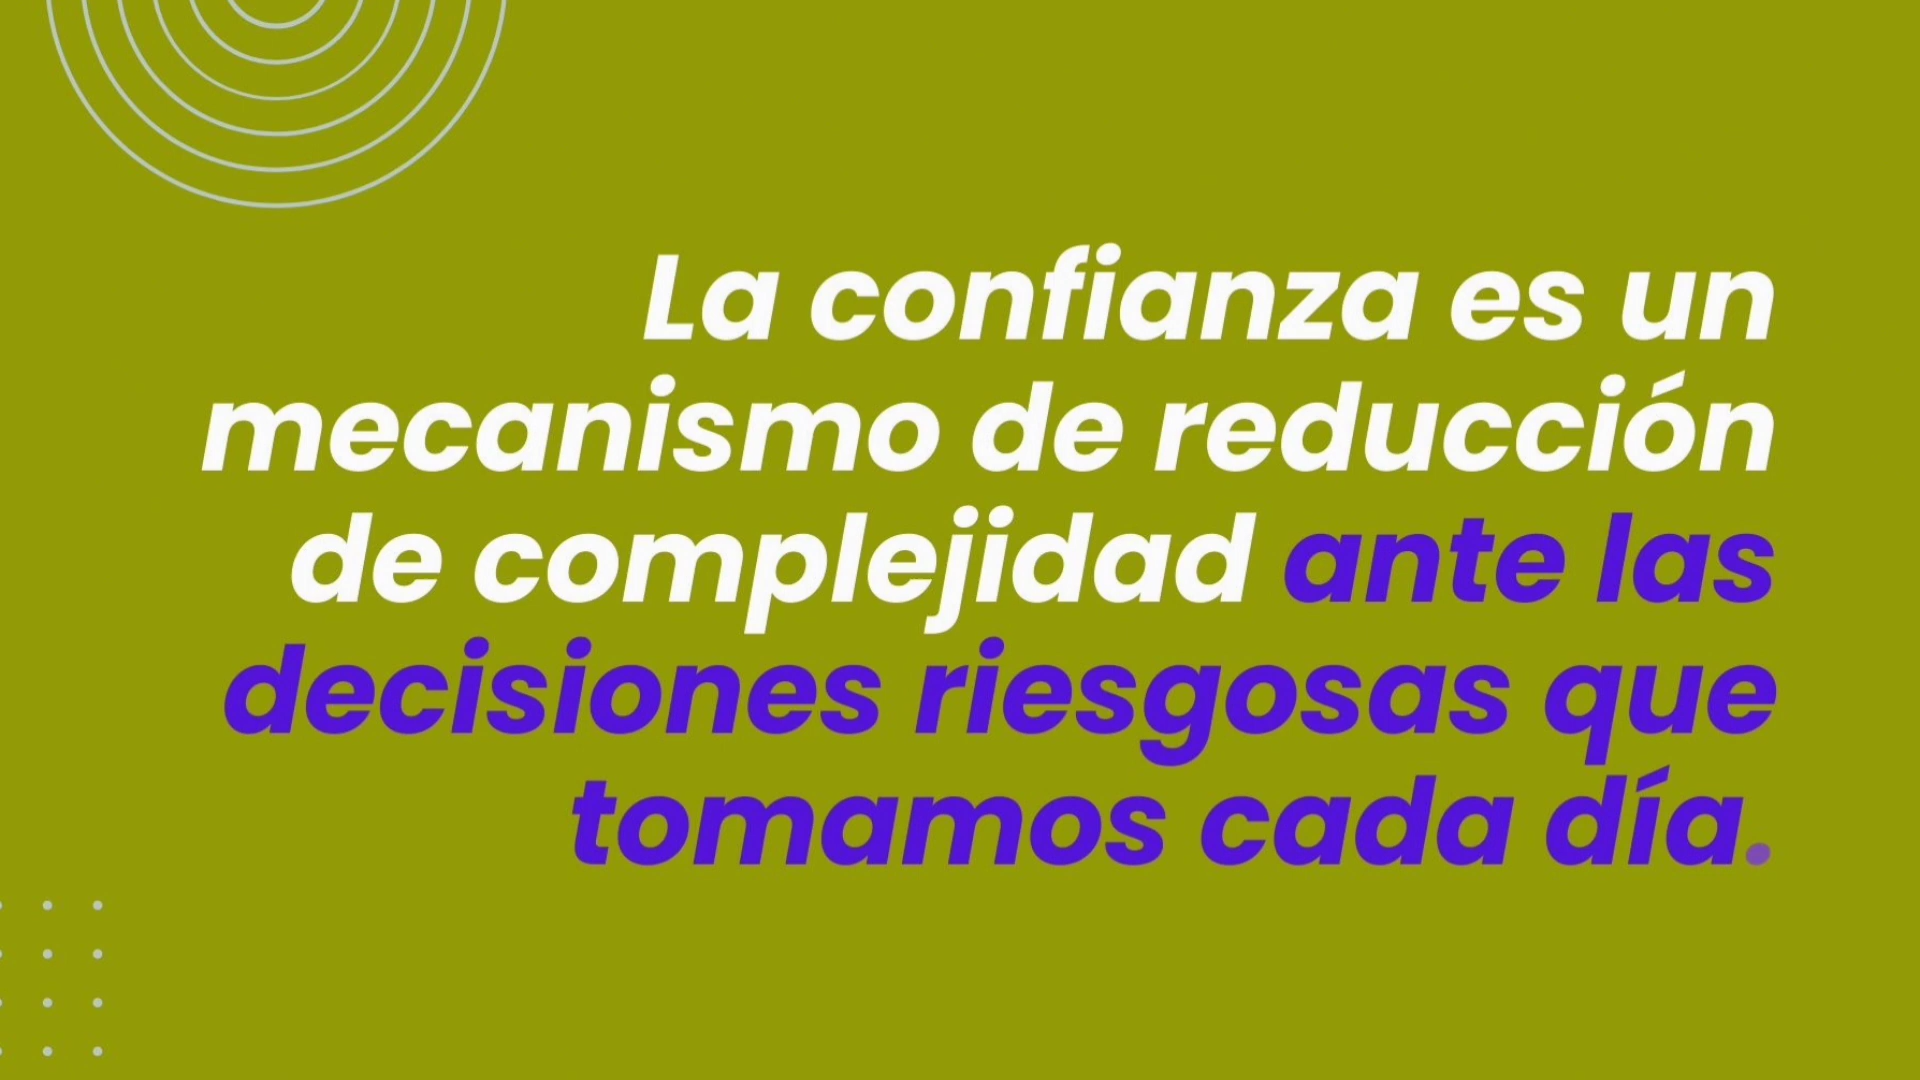 La confianza es un
mecanismo de reducción
de complejidad ante las
decisiones riesgosas que
tomamos cada día.